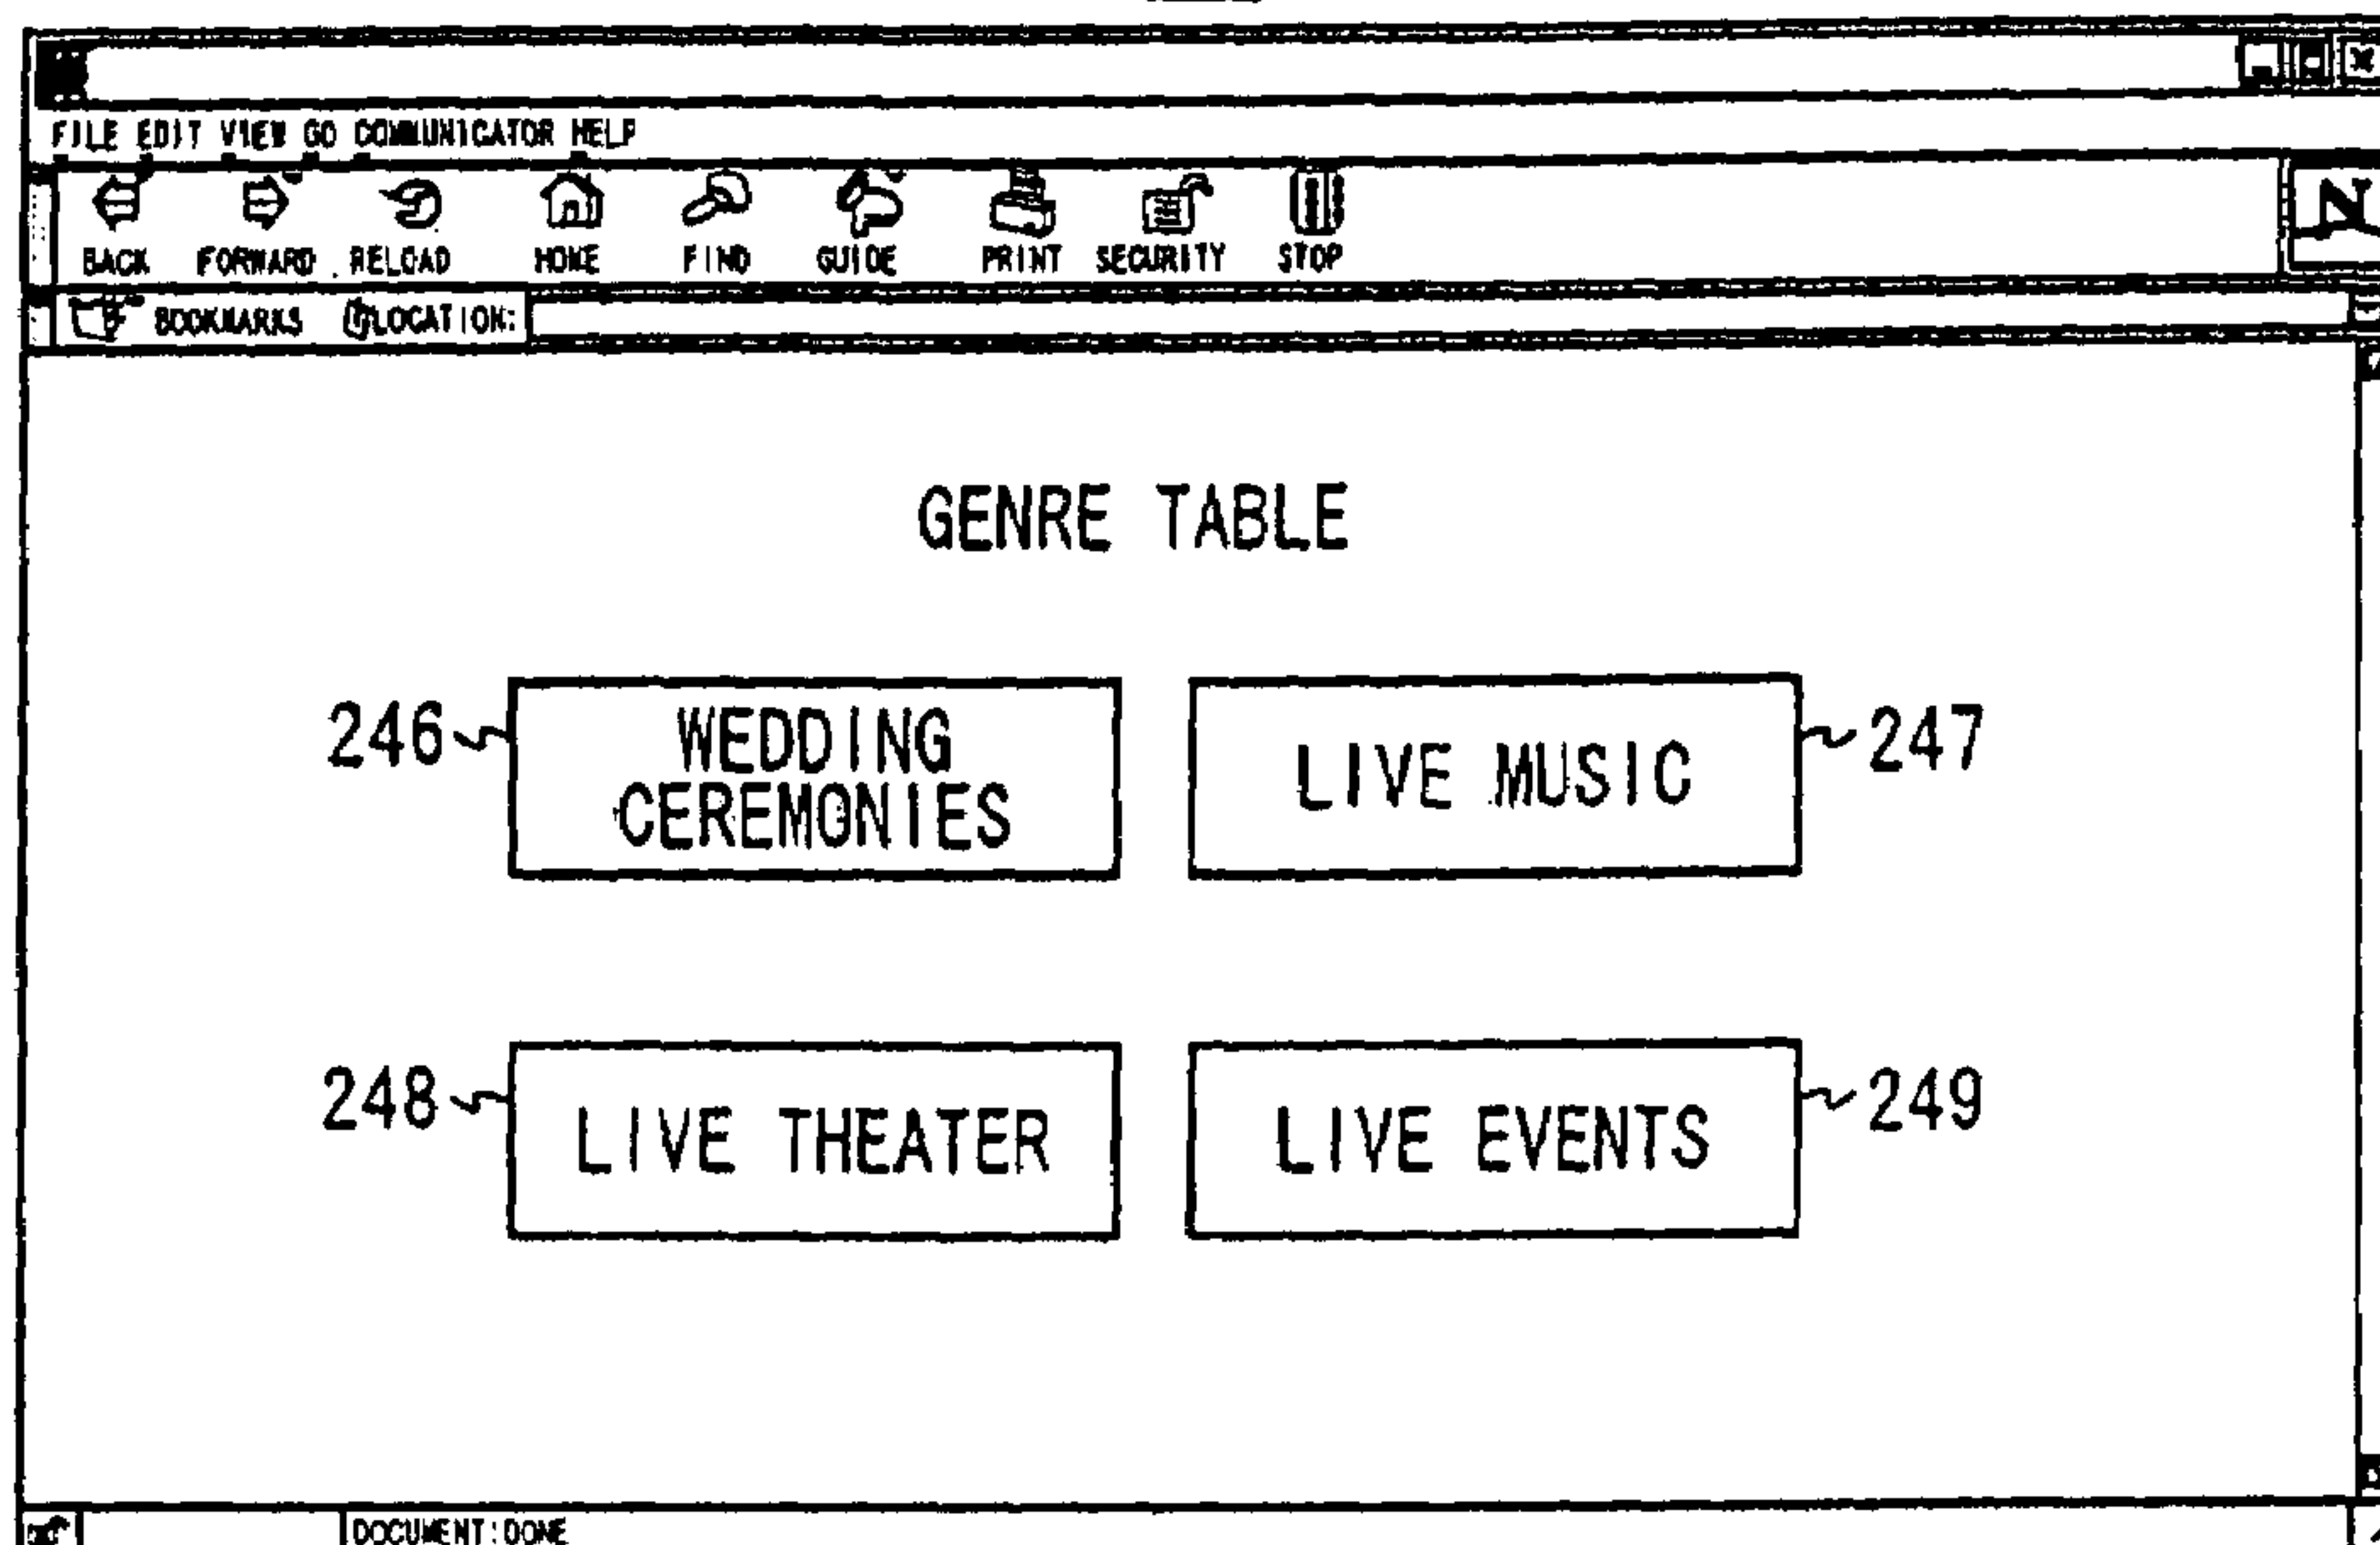 FILE EDIT VIEW GO COMMUNICATOR HELP
BACK FORWARD RELOAD HOME FIND GUIDE PRINT SECURITY STOP
N
BOOKMARKS LOCATION:
GENRE TABLE
246 WEDDING CEREMONIES
LIVE MUSIC 247
248 LIVE THEATER
LIVE EVENTS 249
DOCUMENT:DONE